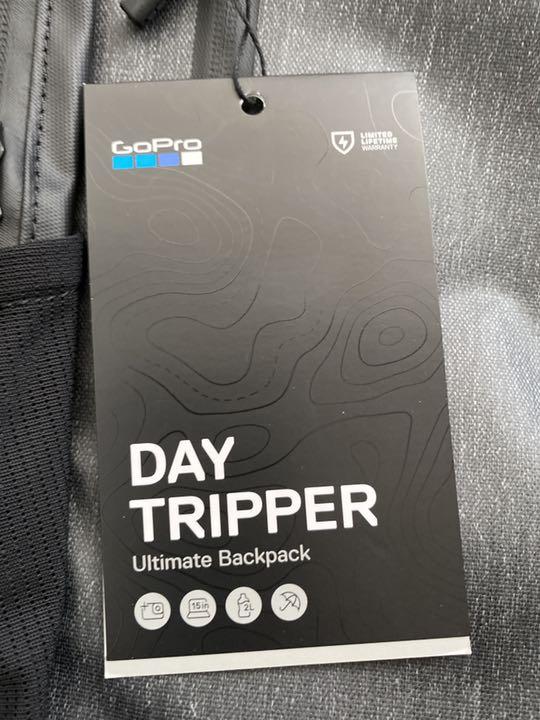 GoPro
LIMITED
LIFETIME
WARRANTY
DAY
TRIPPER
Ultimate Backpack
15in
2L